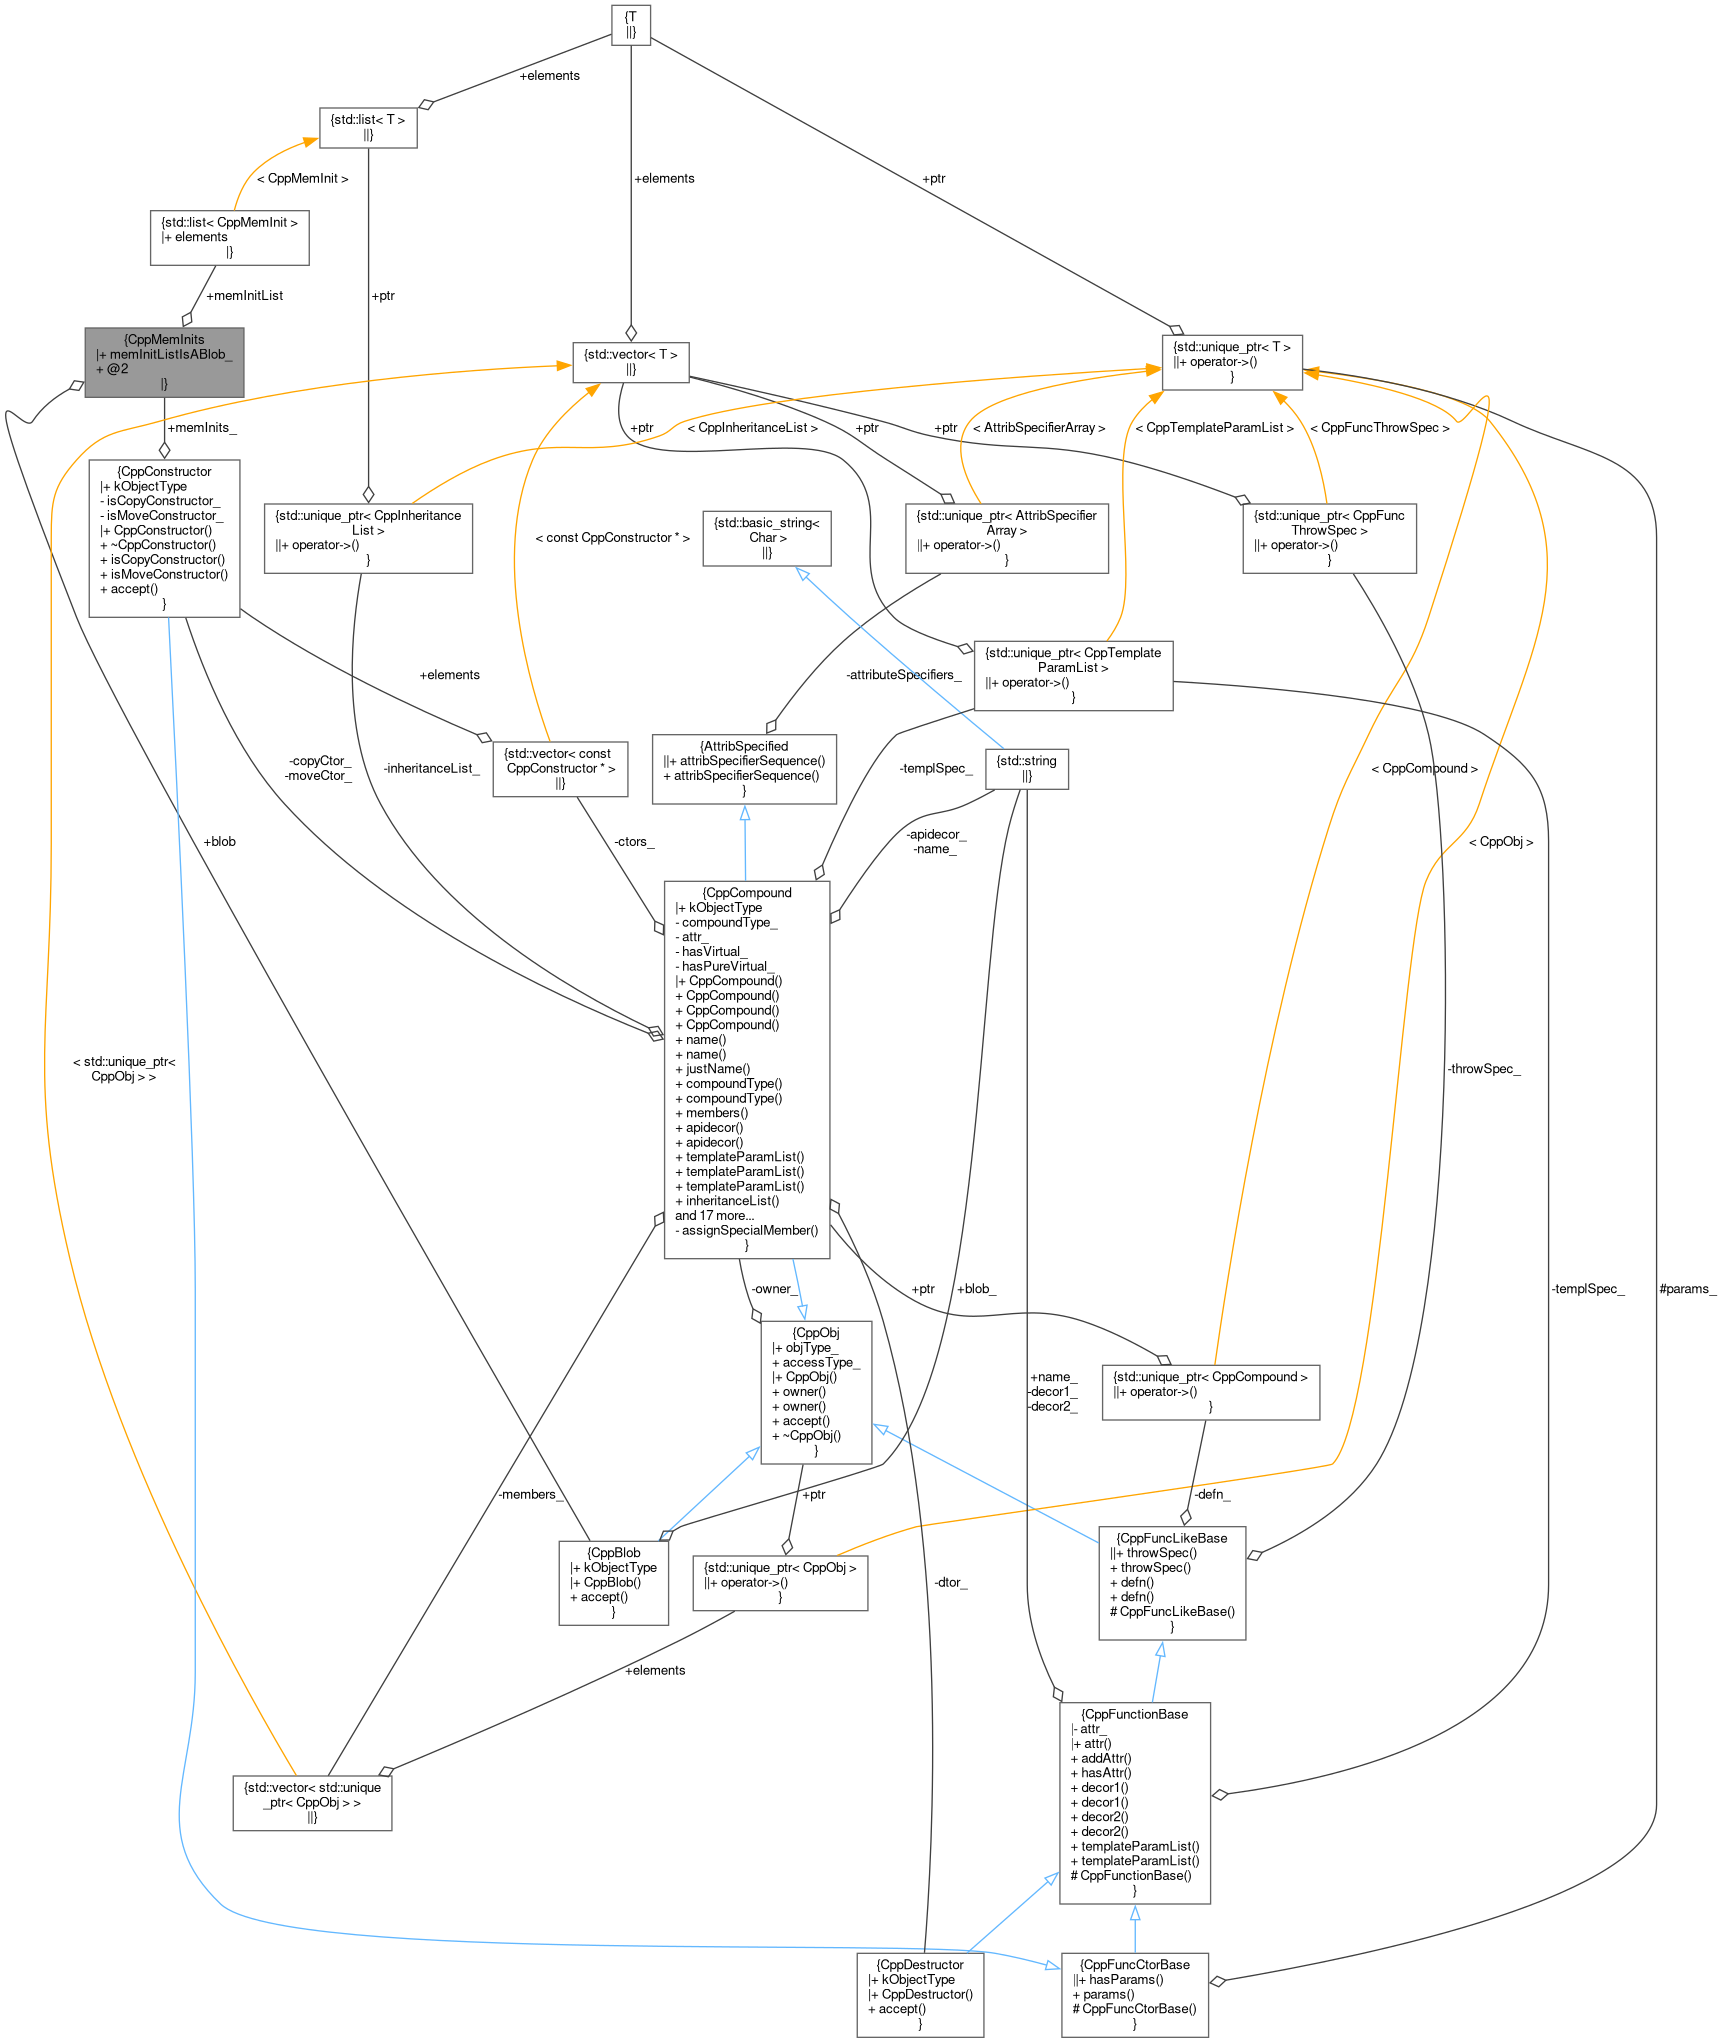 {T
||}
+elements
{std::list< T >
||}
+elements
+ptr
< CppMemInit >
{std::list< CppMemInit >
|+ elements
|}
+memInitList
+ptr
{CppMemInits
|+ memInitListIsABlob_
+ @2
|}
{std::vector< T >
||}
{std::unique_ptr< T >
||+ operator->()
}
+memInits_
+ptr
< CppInheritanceList >
+ptr
+ptr
< AttribSpecifierArray >
< CppTemplateParamList >
< CppFuncThrowSpec >
{CppConstructor
|+ kObjectType
- isCopyConstructor_
- isMoveConstructor_
|+ CppConstructor()
+ ~CppConstructor()
+ isCopyConstructor()
+ isMoveConstructor()
+ accept()
}
{std::unique_ptr< CppInheritance
List >
||+ operator->()
}
< const CppConstructor * >
{std::basic_string<
Char >
||}
{std::unique_ptr< AttribSpecifier
Array >
||+ operator->()
}
{std::unique_ptr< CppFunc
ThrowSpec >
||+ operator->()
}
+elements
-attributeSpecifiers_
{std::unique_ptr< CppTemplate
ParamList >
||+ operator->()
}
-copyCtor_
-moveCtor_
-inheritanceList_
{std::vector< const
CppConstructor * >
||}
{AttribSpecified
||+ attribSpecifierSequence()
+ attribSpecifierSequence()
}
-templSpec_
{std::string
||}
< CppCompound >
+blob
-ctors_
-apidecor_
-name_
< CppObj >
{CppCompound
|+ kObjectType
- compoundType_
- attr_
- hasVirtual_
- hasPureVirtual_
|+ CppCompound()
+ CppCompound()
+ CppCompound()
+ CppCompound()
+ name()
+ name()
+ justName()
+ compoundType()
+ compoundType()
+ members()
+ apidecor()
+ apidecor()
+ templateParamList()
+ templateParamList()
+ templateParamList()
+ inheritanceList()
and 17 more...
- assignSpecialMember()
}
< std::unique_ptr<
CppObj > >
-throwSpec_
-owner_
+ptr
+blob_
-templSpec_
#params_
{CppObj
|+ objType_
+ accessType_
|+ CppObj()
+ owner()
+ owner()
+ accept()
+ ~CppObj()
}
+name_
-decor1_
-decor2_
{std::unique_ptr< CppCompound >
||+ operator->()
}
-members_
+ptr
-defn_
{CppBlob
|+ kObjectType
|+ CppBlob()
+ accept()
}
{std::unique_ptr< CppObj >
||+ operator->()
}
-dtor_
{CppFuncLikeBase
||+ throwSpec()
+ throwSpec()
+ defn()
+ defn()
# CppFuncLikeBase()
}
+elements
{std::vector< std::unique
_ptr< CppObj > >
||}
{CppFunctionBase
|- attr_
|+ attr()
+ addAttr()
+ hasAttr()
+ decor1()
+ decor1()
+ decor2()
+ decor2()
+ templateParamList()
+ templateParamList()
# CppFunctionBase()
}
{CppDestructor
|+ kObjectType
|+ CppDestructor()
+ accept()
}
{CppFuncCtorBase
||+ hasParams()
+ params()
# CppFuncCtorBase()
}